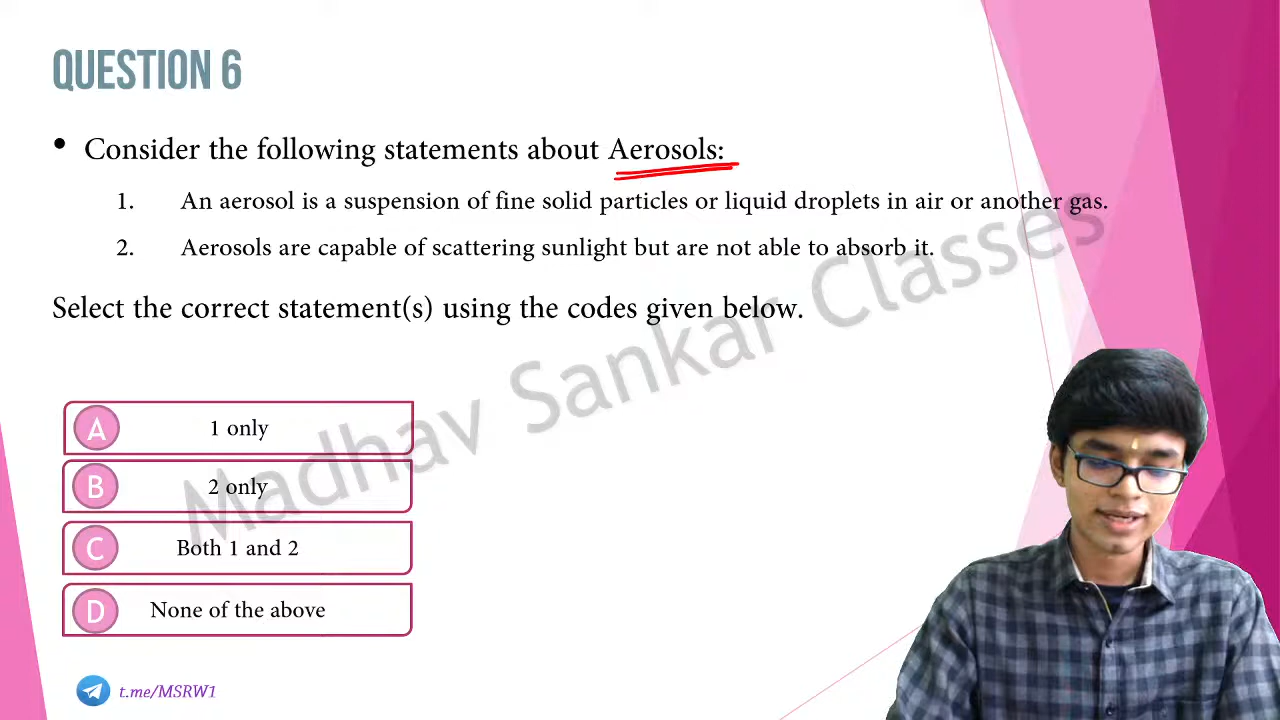 QUESTION 6
• Consider the following statements about Aerosols:
1. An aerosol is a suspension of fine solid particles or liquid droplets in air or another gas.
2. Aerosols are capable of scattering sunlight but are not able to absorb it.
Select the correct statement(s) using the codes given below.
Madhav Sankar Classes
A 1 only
B 2 only
C Both 1 and 2
D None of the above
t.me/MSRW1